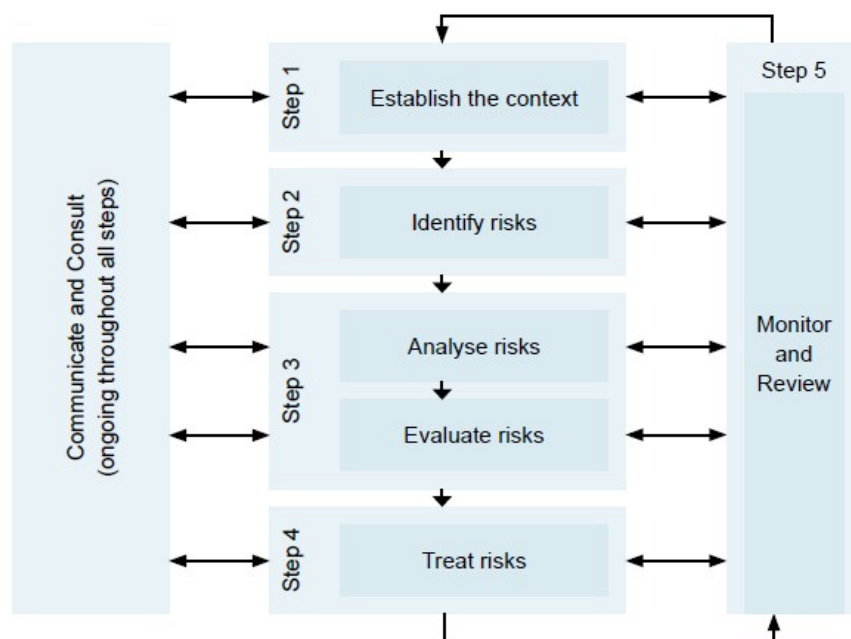 Communicate and Consult
(ongoing throughout all steps)
Step 1
Establish the context
Step 2
Identify risks
Step 3
Analyse risks
Evaluate risks
Step 4
Treat risks
Step 5
Monitor
and
Review